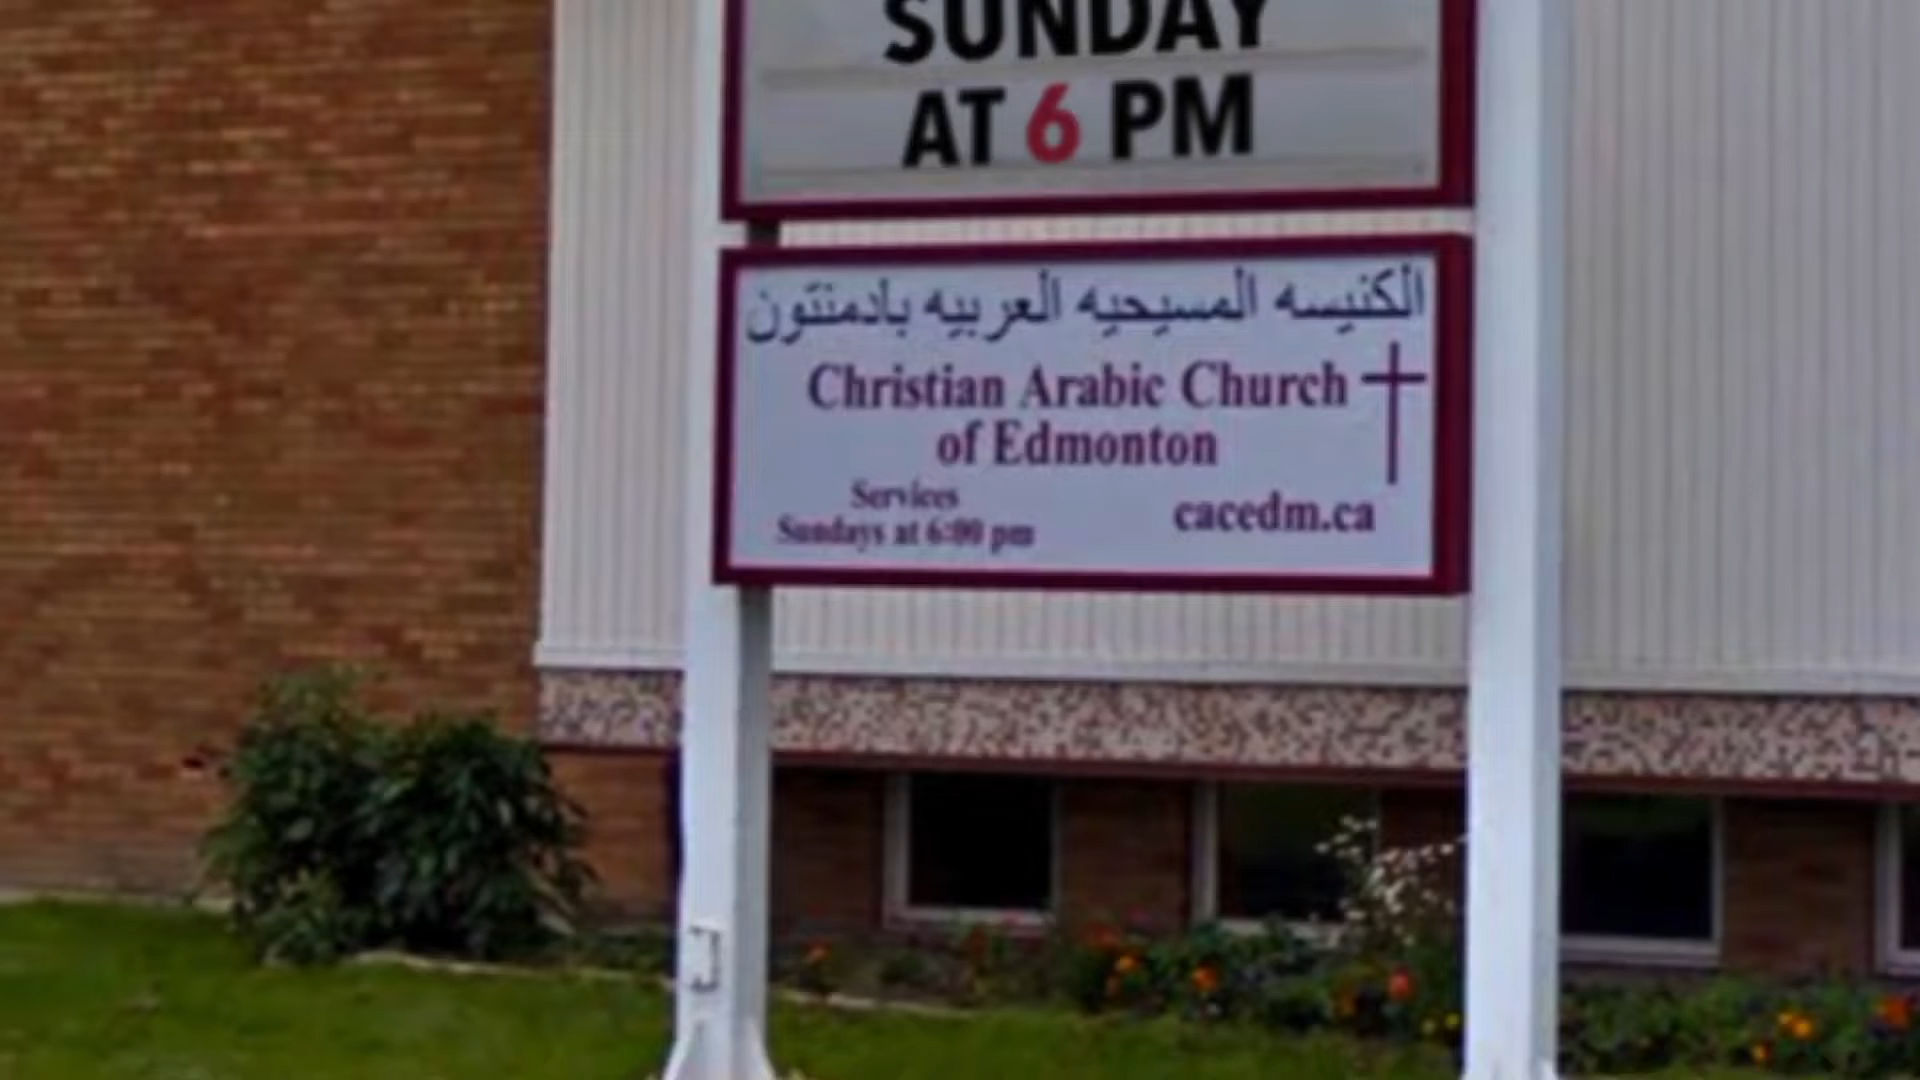 SUNDAY
AT 6 PM
الكنيسه المسيحيه العربيه بادمنتون
Christian Arabic Church
of Edmonton
Services
Sundays at 6:00 pm
cacedm.ca